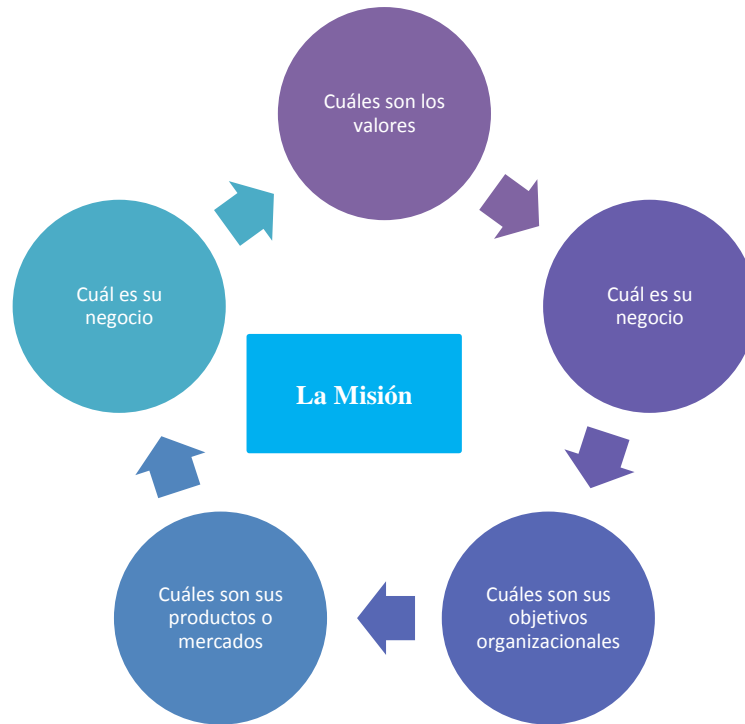 Cuáles son los
valores
Cuál es su
negocio
Cuáles son sus
objetivos
organizacionales
Cuáles son sus
productos o
mercados
Cuál es su
negocio
La Misión